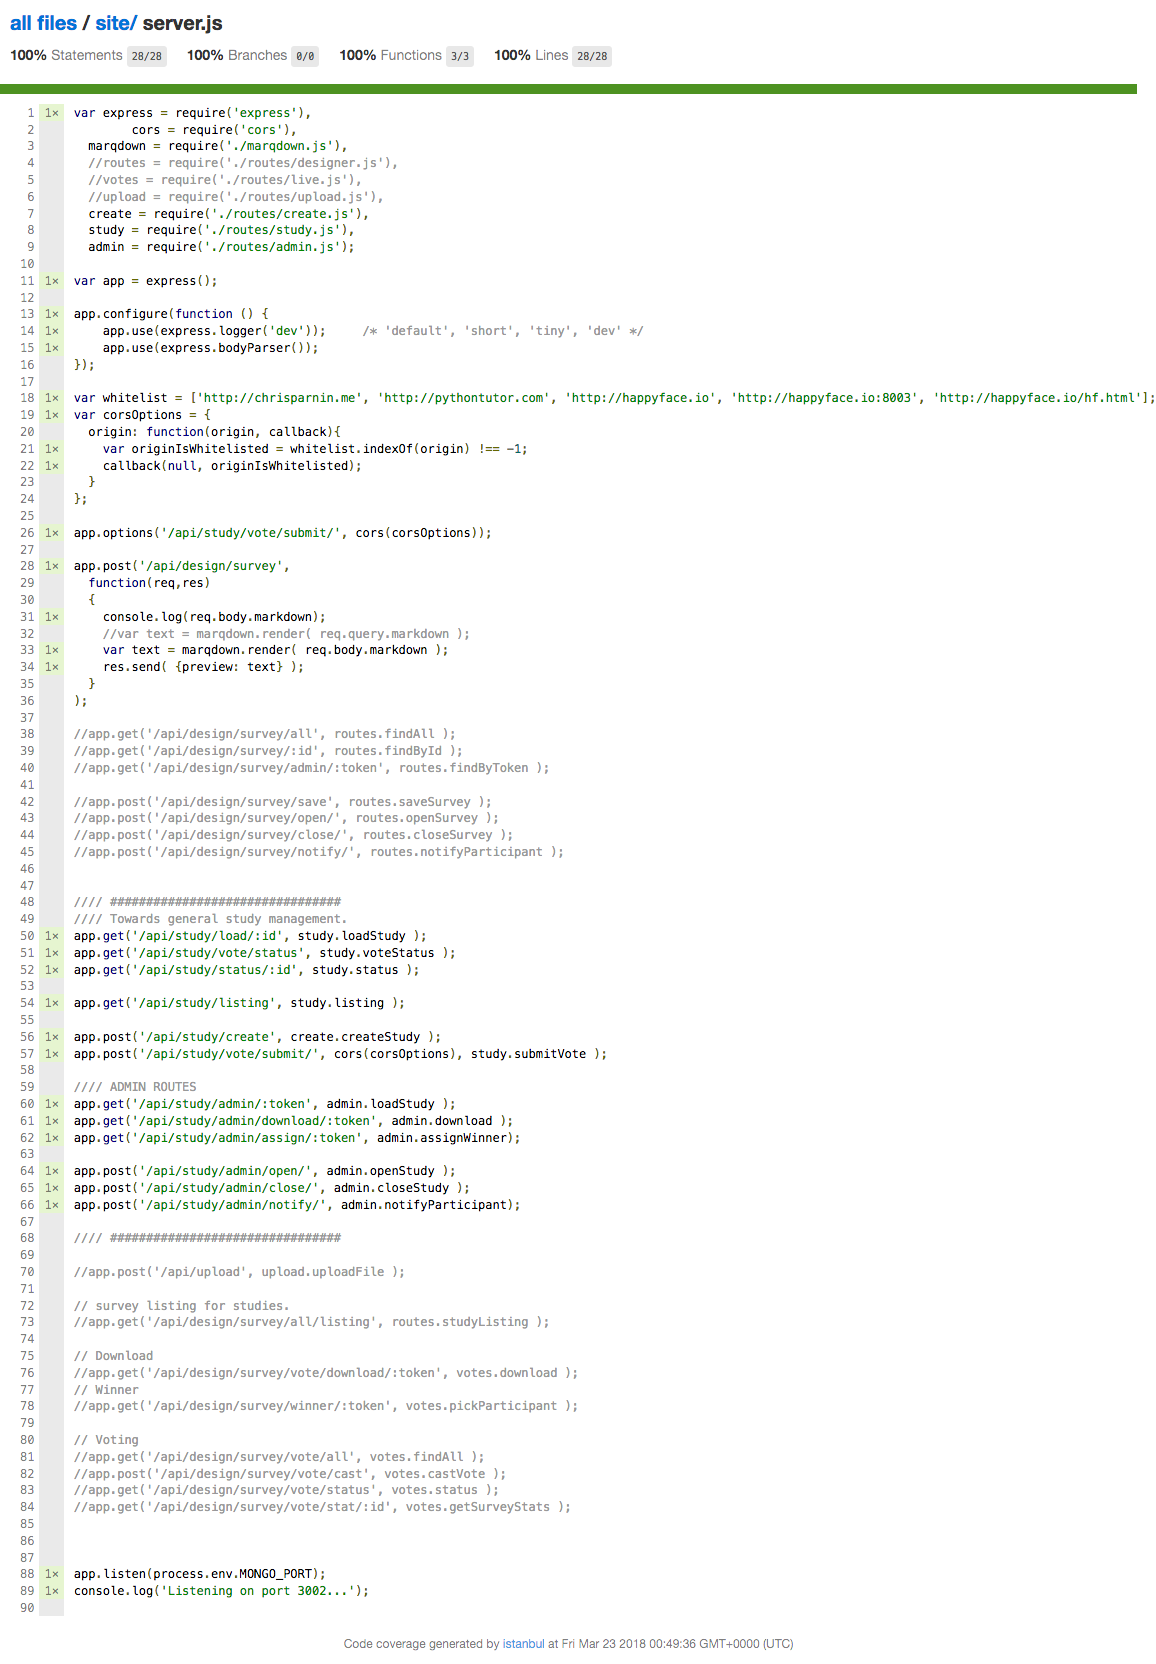 all files / site/ server.js
100% Statements 28/28 100% Branches 0/0 100% Functions 3/3 100% Lines 28/28
1 1× var express = require('express'),
2 cors = require('cors'),
3 marqdown = require('./marqdown.js'),
4 //routes = require('./routes/designer.js'),
5 //votes = require('./routes/live.js'),
6 //upload = require('./routes/upload.js'),
7 create = require('./routes/create.js'),
8 study = require('./routes/study.js'),
9 admin = require('./routes/admin.js');
10
11 1× var app = express();
12
13 1× app.configure(function () {
14 1× app.use(express.logger('dev')); /* 'default', 'short', 'tiny', 'dev' */
15 1× app.use(express.bodyParser());
16 });
17
18 1× var whitelist = ['http://chrisparnin.me', 'http://pythontutor.com', 'http://happyface.io', 'http://happyface.io:8003', 'http://happyface.io/hf.html'];
19 1× var corsOptions = {
20 origin: function(origin, callback){
21 1× var originIsWhitelisted = whitelist.indexOf(origin) !== -1;
22 1× callback(null, originIsWhitelisted);
23 }
24 };
25
26 1× app.options('/api/study/vote/submit/', cors(corsOptions));
27
28 1× app.post('/api/design/survey',
29 function(req,res)
30 {
31 1× console.log(req.body.markdown);
32 //var text = marqdown.render( req.query.markdown );
33 1× var text = marqdown.render( req.body.markdown );
34 1× res.send( {preview: text} );
35 }
36 );
37
38 //app.get('/api/design/survey/all', routes.findAll );
39 //app.get('/api/design/survey/:id', routes.findById );
40 //app.get('/api/design/survey/admin/:token', routes.findByToken );
41
42 //app.post('/api/design/survey/save', routes.saveSurvey );
43 //app.post('/api/design/survey/open/', routes.openSurvey );
44 //app.post('/api/design/survey/close/', routes.closeSurvey );
45 //app.post('/api/design/survey/notify/', routes.notifyParticipant );
46
47
48 //// ################################
49 //// Towards general study management.
50 1× app.get('/api/study/load/:id', study.loadStudy );
51 1× app.get('/api/study/vote/status', study.voteStatus );
52 1× app.get('/api/study/status/:id', study.status );
53
54 1× app.get('/api/study/listing', study.listing );
55
56 1× app.post('/api/study/create', create.createStudy );
57 1× app.post('/api/study/vote/submit/', cors(corsOptions), study.submitVote );
58
59 //// ADMIN ROUTES
60 1× app.get('/api/study/admin/:token', admin.loadStudy );
61 1× app.get('/api/study/admin/download/:token', admin.download );
62 1× app.get('/api/study/admin/assign/:token', admin.assignWinner);
63
64 1× app.post('/api/study/admin/open/', admin.openStudy );
65 1× app.post('/api/study/admin/close/', admin.closeStudy );
66 1× app.post('/api/study/admin/notify/', admin.notifyParticipant);
67
68 //// ################################
69
70 //app.post('/api/upload', upload.uploadFile );
71
72 // survey listing for studies.
73 //app.get('/api/design/survey/all/listing', routes.studyListing );
74
75 // Download
76 //app.get('/api/design/survey/vote/download/:token', votes.download );
77 // Winner
78 //app.get('/api/design/survey/winner/:token', votes.pickParticipant );
79
80 // Voting
81 //app.get('/api/design/survey/vote/all', votes.findAll );
82 //app.post('/api/design/survey/vote/cast', votes.castVote );
83 //app.get('/api/design/survey/vote/status', votes.status );
84 //app.get('/api/design/survey/vote/stat/:id', votes.getSurveyStats );
85
86
87
88 1× app.listen(process.env.MONGO_PORT);
89 1× console.log('Listening on port 3002...');
90
Code coverage generated by istanbul at Fri Mar 23 2018 00:49:36 GMT+0000 (UTC)